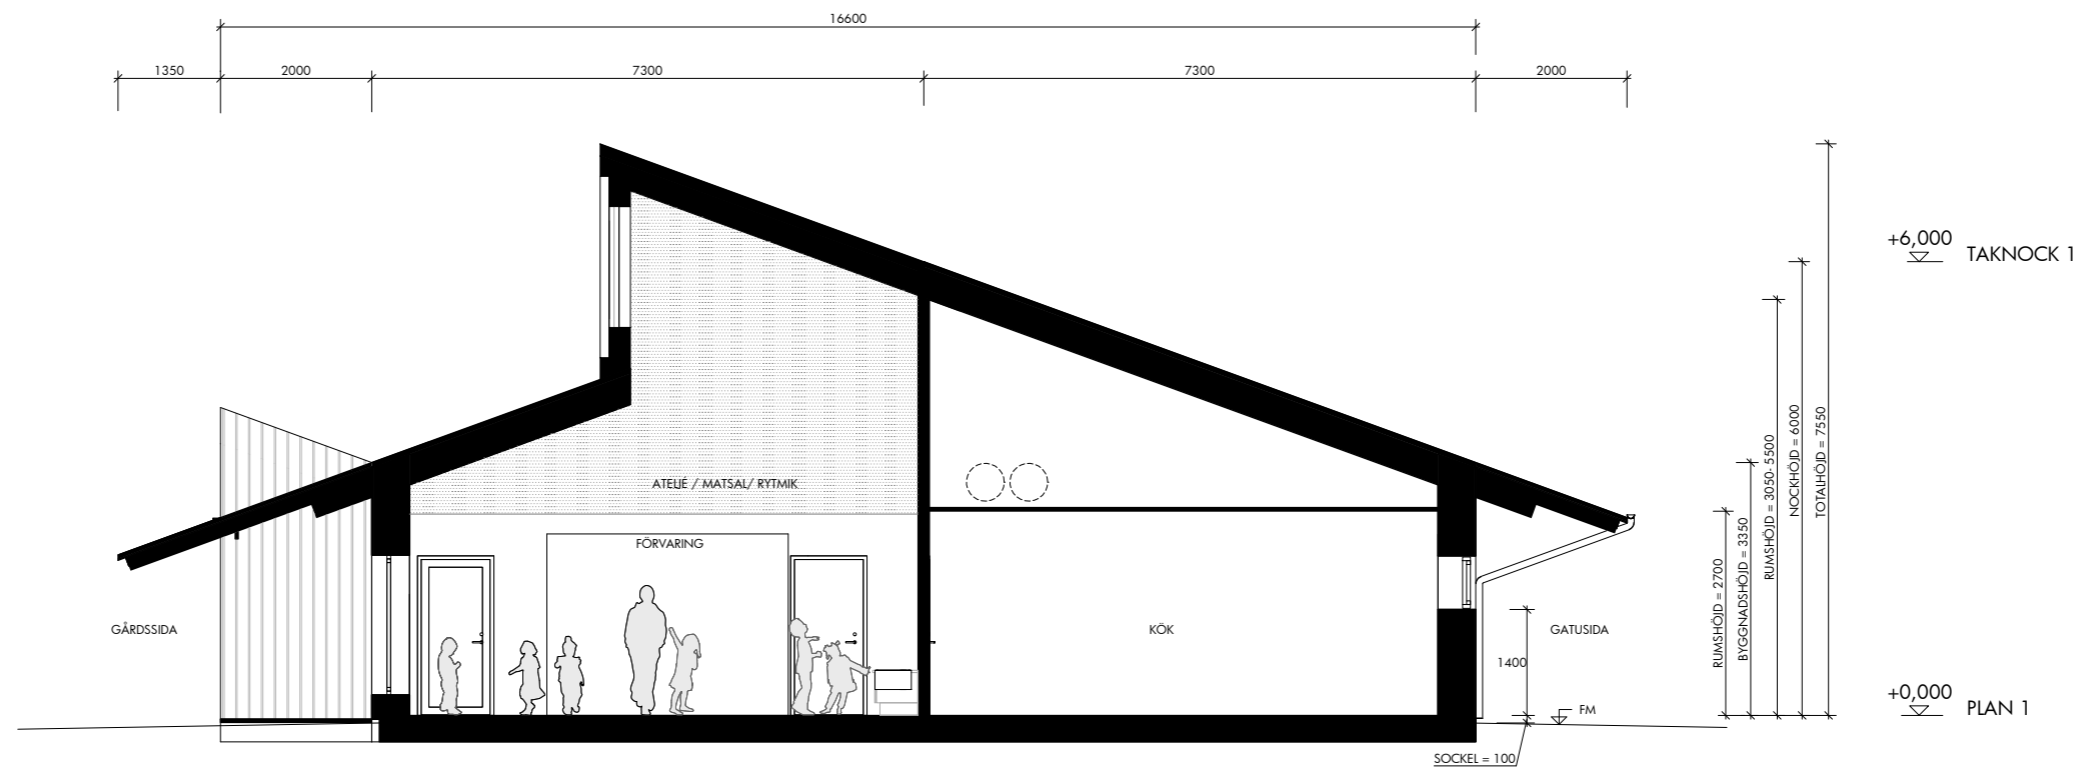 16600
1350
2000
7300
7300
2000
+6,000
TAKNOCK 1
ATELJÉ / MATSAL/ RYTMIK
FÖRVARING
GÅRDSSIDA
KÖK
GATUSIDA
1400
FM
SOCKEL = 100
RUMSHÖJD = 2700
BYGGNADSHÖJD = 3350
RUMSHÖJD = 3050- 5500
NOCKHÖJD = 6000
TOTALHÖJD = 7550
+0,000
PLAN 1